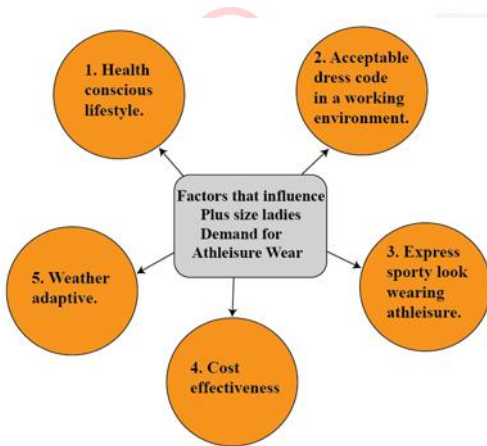 1. Health
conscious
lifestyle.
2. Acceptable
dress code
in a working
environment.
Factors that influence
Plus size ladies
Demand for
Athleisure Wear
3. Express
sporty look
wearing
athleisure.
4. Cost
effectiveness
5. Weather
adaptive.